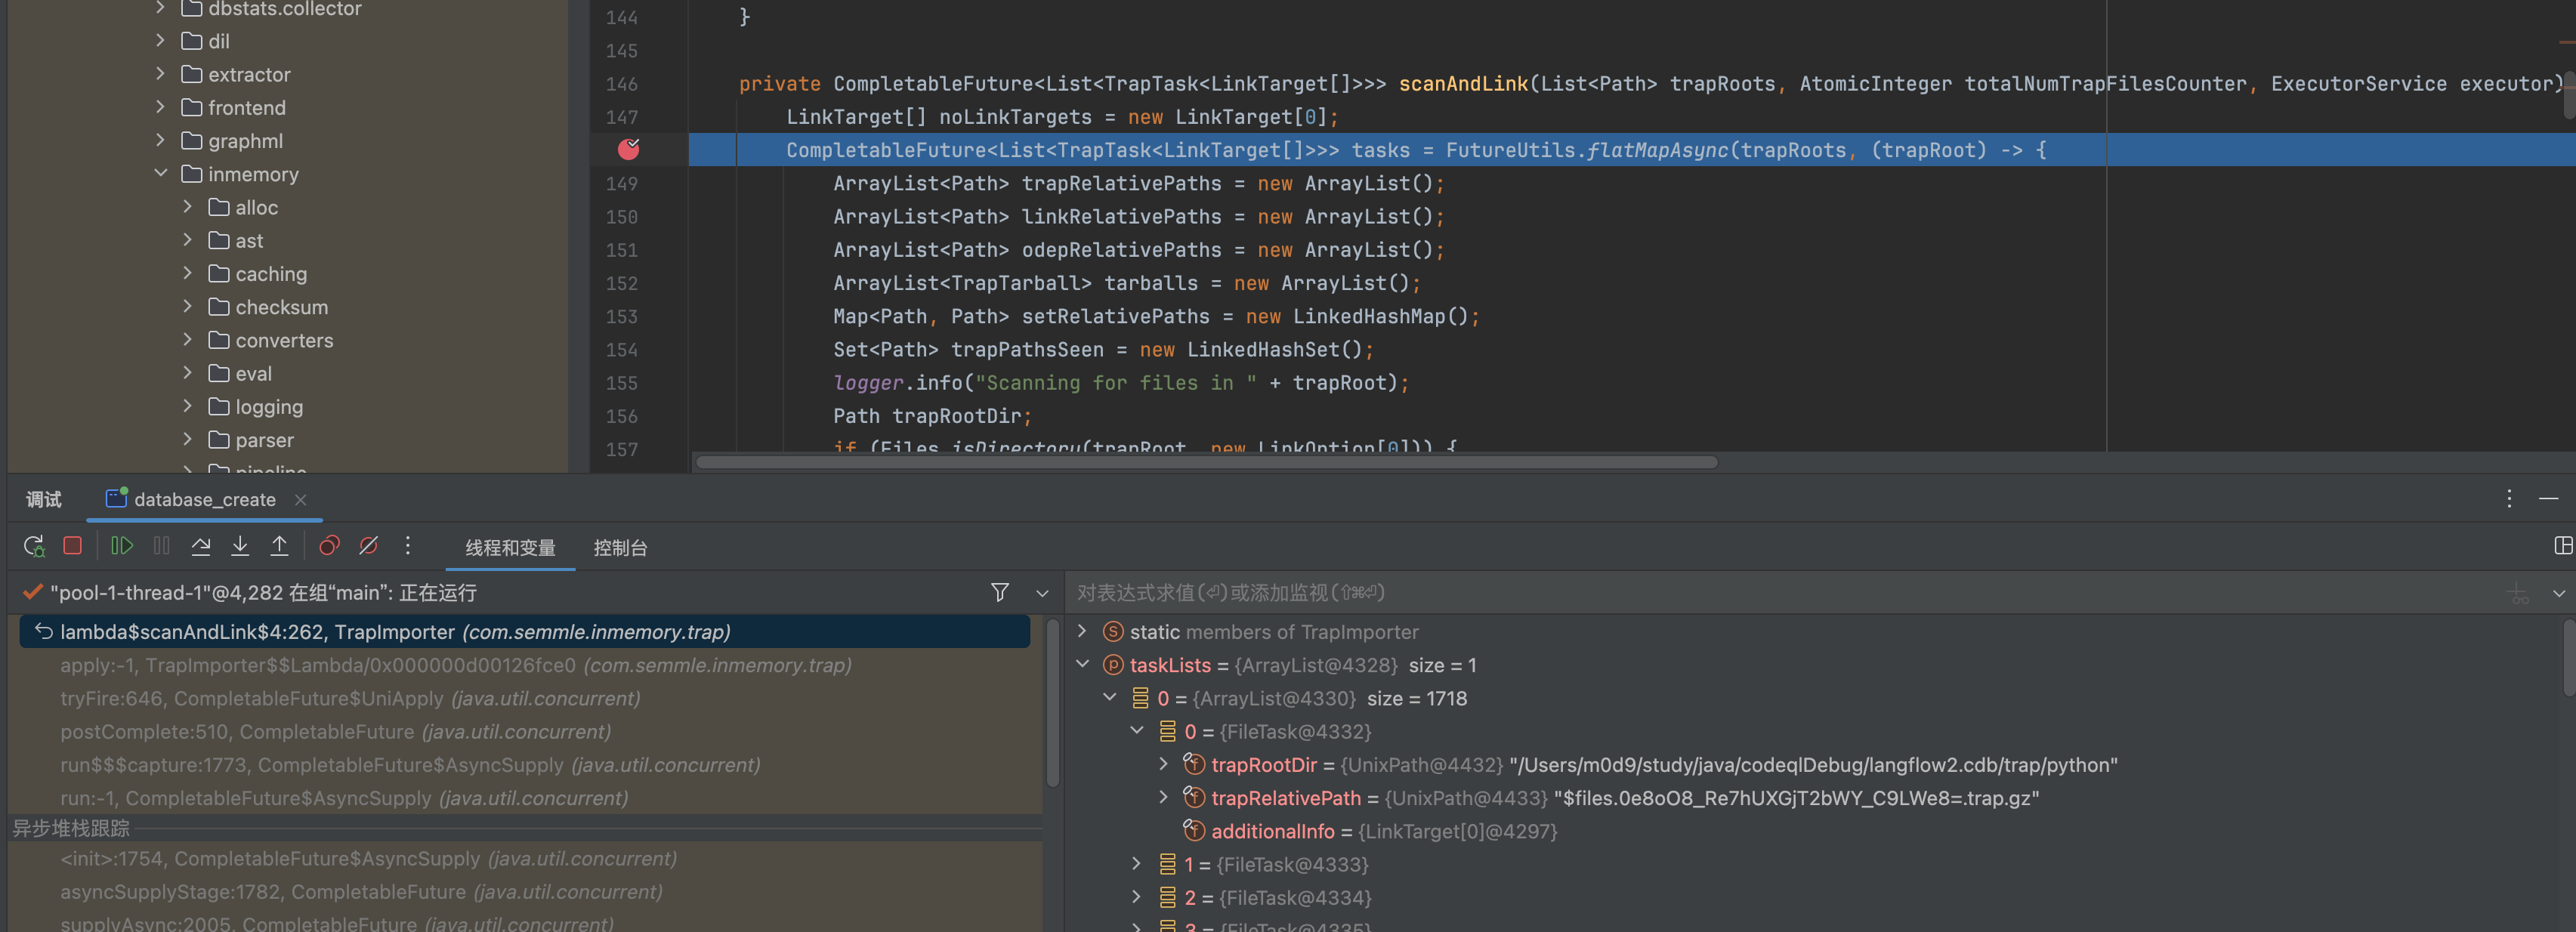 dbstats.collector
dil
extractor
frontend
graphml
inmemory
alloc
ast
caching
checksum
converters
eval
logging
parser
pipeline
144 }
145
146 private CompletableFuture<List<TrapTask<LinkTarget[]>>> scanAndLink(List<Path> trapRoots, AtomicInteger totalNumTrapFilesCounter, ExecutorService executor)
147 LinkTarget[] noLinkTargets = new LinkTarget[0];
CompletableFuture<List<TrapTask<LinkTarget[]>>> tasks = FutureUtils.flatMapAsync(trapRoots, (trapRoot) -> {
149 ArrayList<Path> trapRelativePaths = new ArrayList();
150 ArrayList<Path> linkRelativePaths = new ArrayList();
151 ArrayList<Path> odepRelativePaths = new ArrayList();
152 ArrayList<TrapTarball> tarballs = new ArrayList();
153 Map<Path, Path> setRelativePaths = new LinkedHashMap();
154 Set<Path> trapPathsSeen = new LinkedHashSet();
155 logger.info("Scanning for files in " + trapRoot);
156 Path trapRootDir;
157 if (Files.isDirectory(trapRoot, new LinkOption[0])) {
调试 database_create
线程和变量 控制台
"pool-1-thread-1"@4,282 在组“main”: 正在运行
lambda$scanAndLink$4:262, TrapImporter (com.semmle.inmemory.trap)
apply:-1, TrapImporter$$Lambda/0x000000d00126fce0 (com.semmle.inmemory.trap)
tryFire:646, CompletableFuture$UniApply (java.util.concurrent)
postComplete:510, CompletableFuture (java.util.concurrent)
run$$$capture:1773, CompletableFuture$AsyncSupply (java.util.concurrent)
run:-1, CompletableFuture$AsyncSupply (java.util.concurrent)
异步堆栈跟踪
<init>:1754, CompletableFuture$AsyncSupply (java.util.concurrent)
asyncSupplyStage:1782, CompletableFuture (java.util.concurrent)
supplyAsync:2005, CompletableFuture (java.util.concurrent)
对表达式求值(⏎)或添加监视(⇧⌘⏎)
static members of TrapImporter
taskLists = {ArrayList@4328} size = 1
0 = {ArrayList@4330} size = 1718
0 = {FileTask@4332}
trapRootDir = {UnixPath@4432} "/Users/m0d9/study/java/codeqlDebug/langflow2.cdb/trap/python"
trapRelativePath = {UnixPath@4433} "$files.0e8oO8_Re7hUXGjT2bWY_C9LWe8=.trap.gz"
additionalInfo = {LinkTarget[0]@4297}
1 = {FileTask@4333}
2 = {FileTask@4334}
3 = {FileTask@4335}